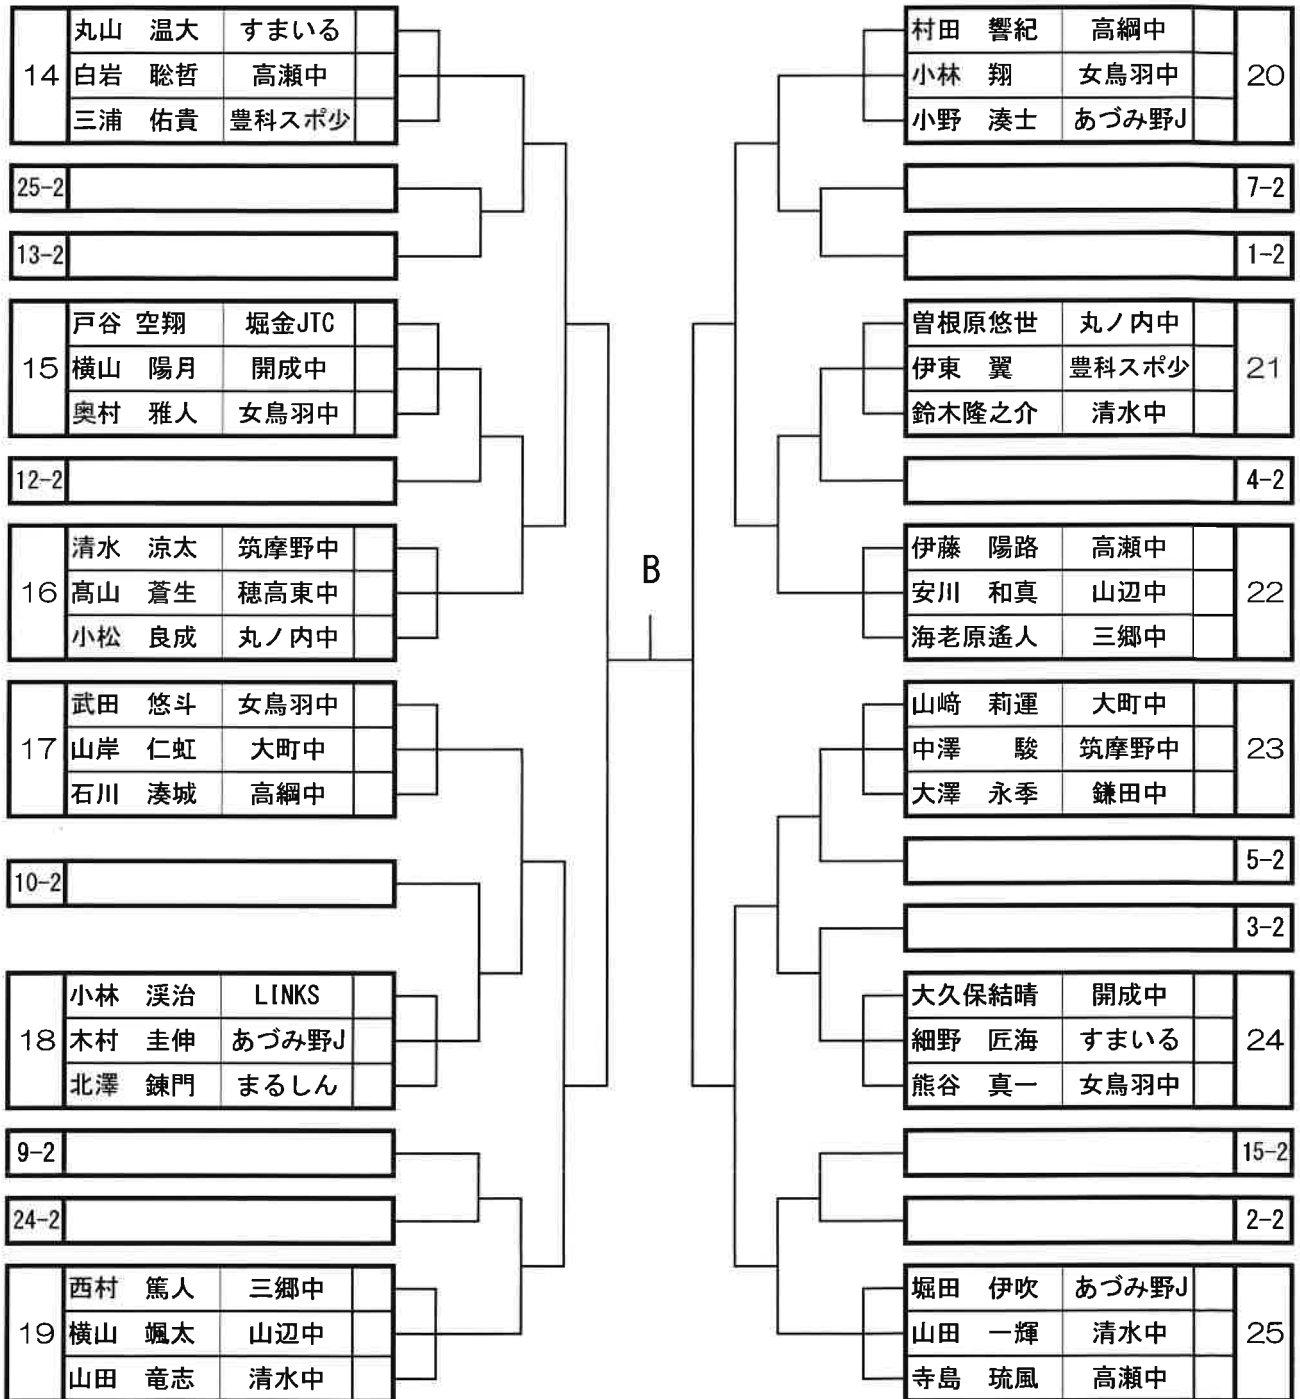 14
丸山 温大 すまいる
白岩 聡哲 高瀬中
三浦 佑貴 豊科スポ少
25-2
13-2
15
戸谷 空翔 堀金JTC
横山 陽月 開成中
奥村 雅人 女鳥羽中
12-2
16
清水 涼太 筑摩野中
髙山 蒼生 穂高東中
小松 良成 丸ノ内中
17
武田 悠斗 女鳥羽中
山岸 仁虹 大町中
石川 湊城 高綱中
10-2
18
小林 渓治 LINKS
木村 圭伸 あづみ野J
北澤 錬門 まるしん
9-2
24-2
19
西村 篤人 三郷中
横山 颯太 山辺中
山田 竜志 清水中
B
村田 響紀 高綱中
小林 翔 女鳥羽中
小野 湊士 あづみ野J
20
7-2
1-2
曽根原悠世 丸ノ内中
伊東 翼 豊科スポ少
鈴木隆之介 清水中
21
4-2
伊藤 陽路 高瀬中
安川 和真 山辺中
海老原遙人 三郷中
22
山﨑 莉運 大町中
中澤 駿 筑摩野中
大澤 永季 鎌田中
23
5-2
3-2
大久保結晴 開成中
細野 匠海 すまいる
熊谷 真一 女鳥羽中
24
15-2
2-2
堀田 伊吹 あづみ野J
山田 一輝 清水中
寺島 琉風 高瀬中
25